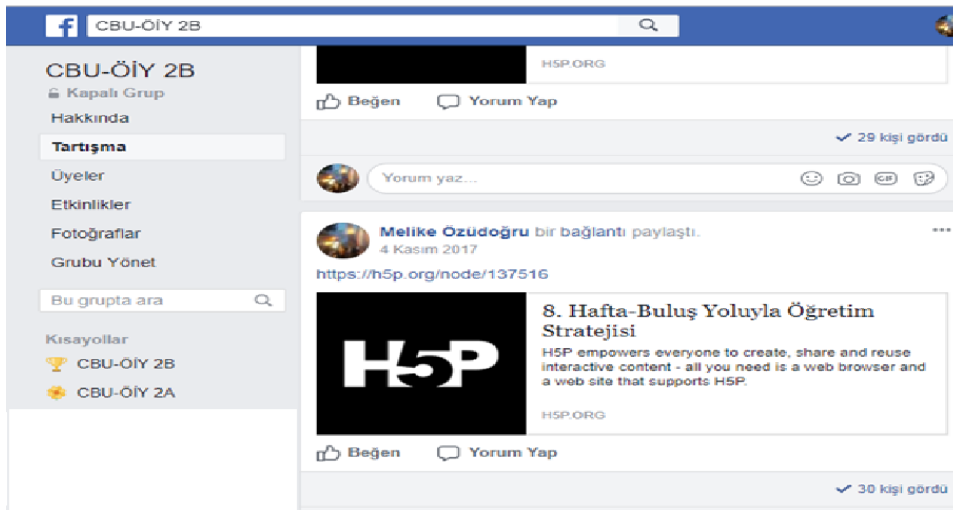 CBU-ÖİY 2B
CBU-ÖİY 2B
Kapalı Grup
Hakkında
Tartışma
Üyeler
Etkinlikler
Fotoğraflar
Grubu Yönet
Bu grupta ara
Kısayollar
CBU-ÖİY 2B
CBU-ÖİY 2A
H5P.ORG
Beğen Yorum Yap
29 kişi gördü
Yorum yaz...
GIF
Melike Özüdoğru bir bağlantı paylaştı.
4 Kasım 2017
https://h5p.org/node/137516
H5P
8. Hafta-Buluş Yoluyla Öğretim
Stratejisi
H5P empowers everyone to create, share and reuse
interactive content - all you need is a web browser and
a web site that supports H5P.
H5P.ORG
Beğen Yorum Yap
30 kişi gördü